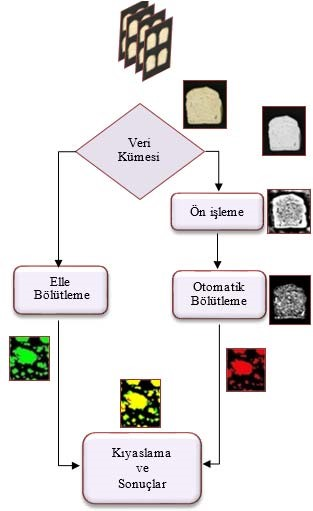 Veri
Kümesi
Ön işleme
Elle
Bölütleme
Otomatik
Bölütleme
Kıyaslama
ve
Sonuçlar